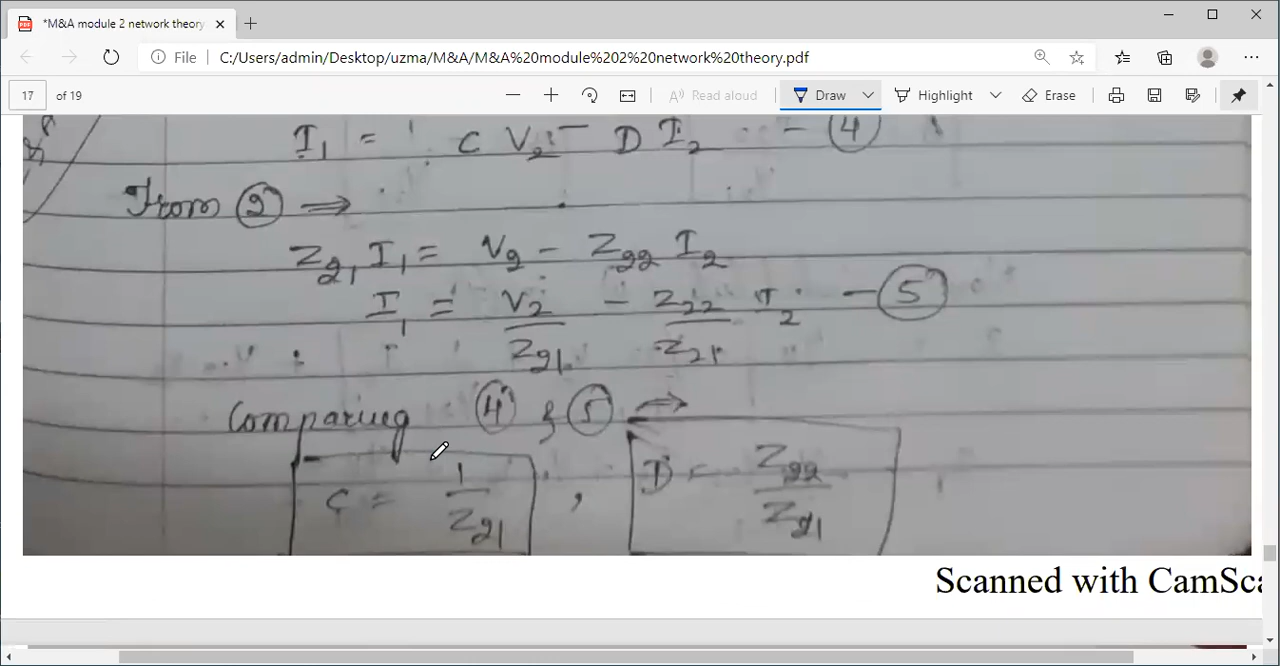 *M&A module 2 network theory
File C:/Users/admin/Desktop/uzma/M&A/M&A%20module%202%20network%20theory.pdf
17 of 19 Read aloud Draw Highlight Erase
I₁ = C V₂ - D I₂ - ④
From ② ⇒
Z₂₁ I₁ = V₂ - Z₂₂ I₂
I₁ = V₂/Z₂₁ - Z₂₂/Z₂₁ I₂ - ⑤
Comparing ④ & ⑤ ⇒
C = 1/Z₂₁ , D = Z₂₂/Z₂₁
Scanned with CamSca